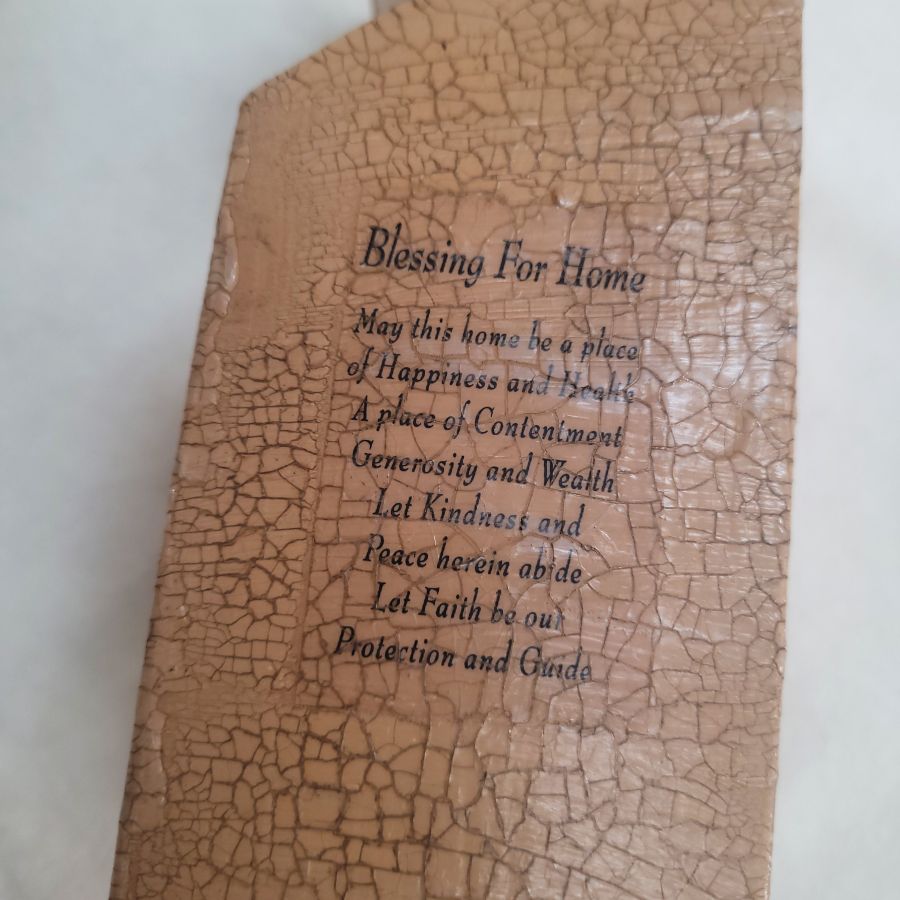 Blessing For Home
May this home be a place
of Happiness and Health
A place of Contentment
Generosity and Wealth
Let Kindness and
Peace herein abide
Let Faith be our
Protection and Guide